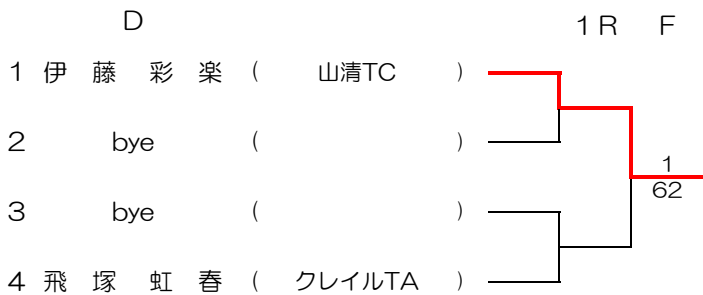 D 1R F
1 伊 藤 彩 楽 ( 山清TC )
2 bye ( )
1
62
3 bye ( )
4 飛 塚 虹 春 ( クレイルTA )